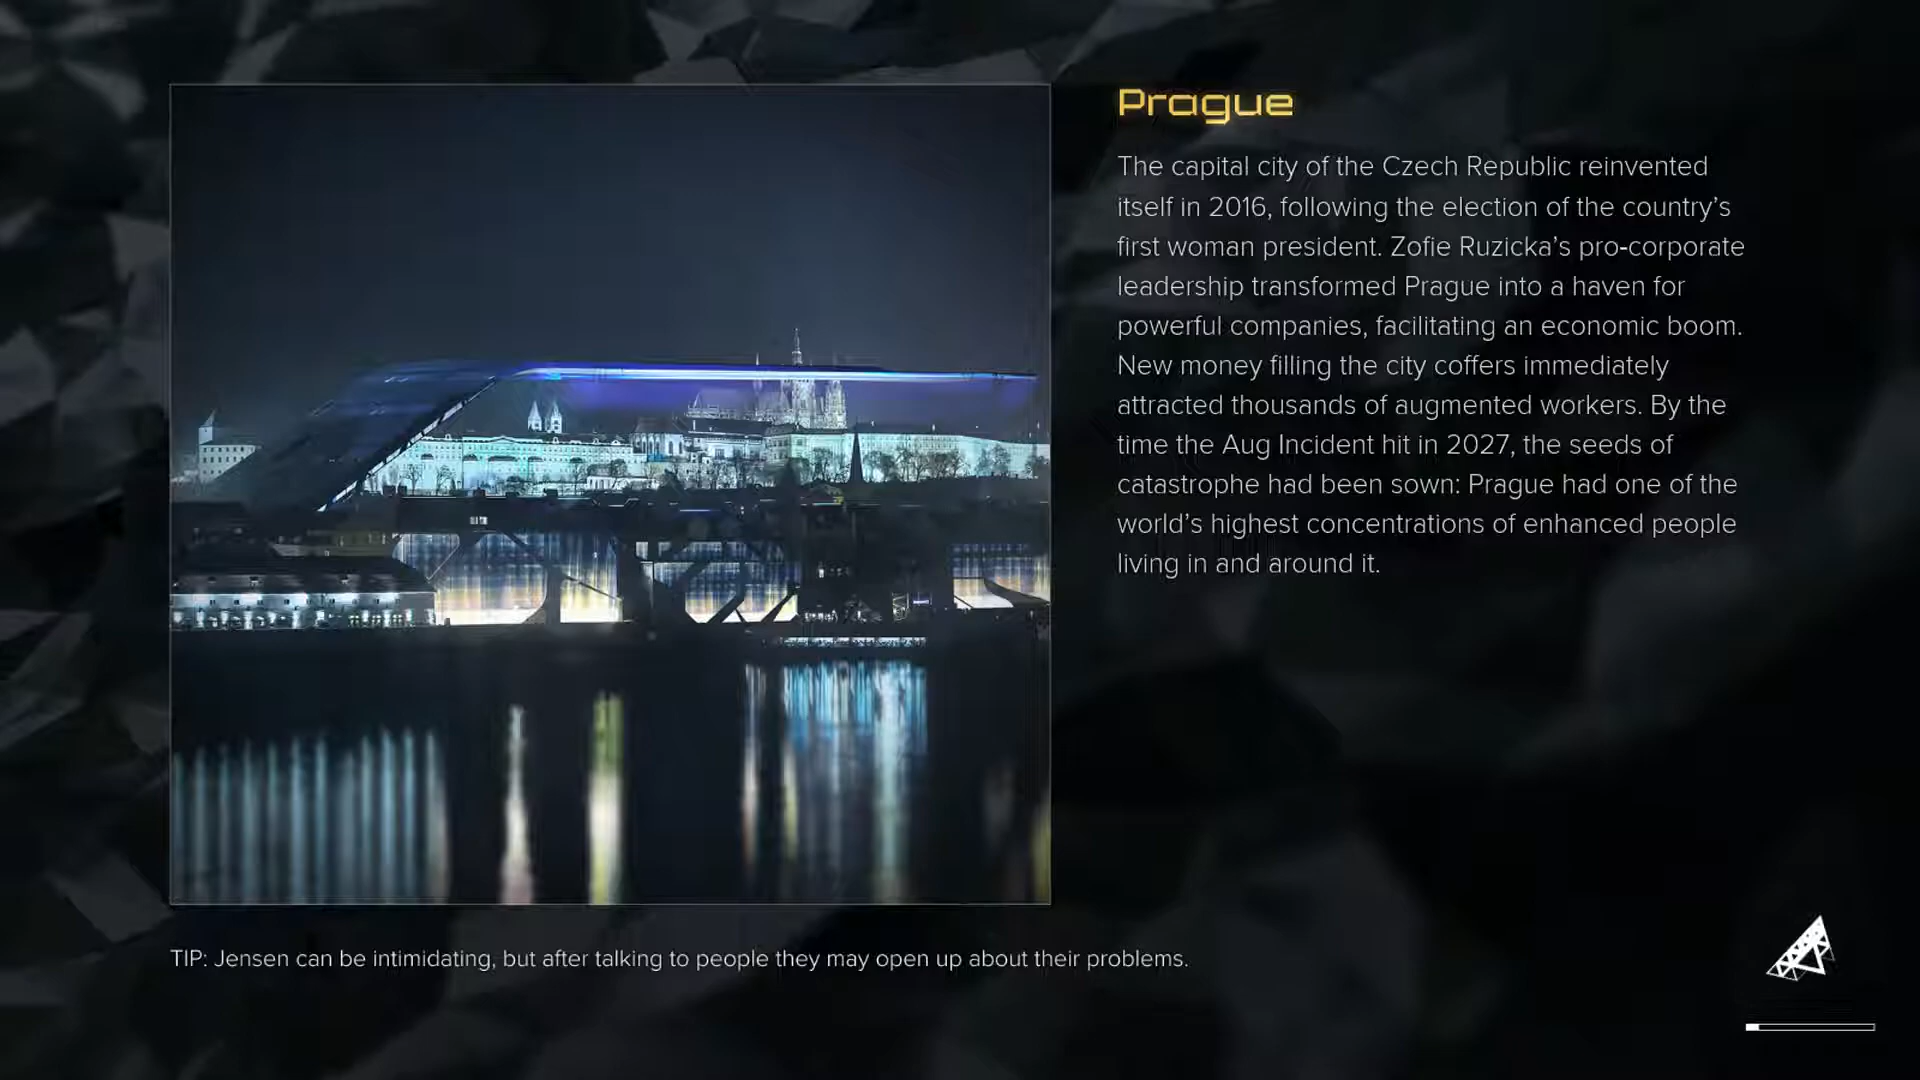 Prague
The capital city of the Czech Republic reinvented
itself in 2016, following the election of the country’s
first woman president. Zofie Ruzicka’s pro-corporate
leadership transformed Prague into a haven for
powerful companies, facilitating an economic boom.
New money filling the city coffers immediately
attracted thousands of augmented workers. By the
time the Aug Incident hit in 2027, the seeds of
catastrophe had been sown: Prague had one of the
world’s highest concentrations of enhanced people
living in and around it.
TIP: Jensen can be intimidating, but after talking to people they may open up about their problems.